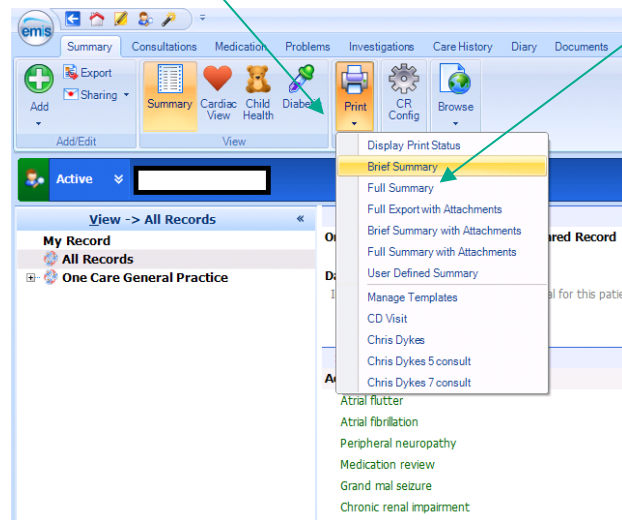 emis
Summary Consultations Medication Problems Investigations Care History Diary Documents
Export
Sharing
Add
Summary
Cardiac View
Child Health
Print
CR Config
Browse
Add/Edit
View
Display Print Status
Brief Summary
Full Summary
Full Export with Attachments
Brief Summary with Attachments
Full Summary with Attachments
User Defined Summary
Manage Templates
CD Visit
Chris Dykes
Chris Dykes 5 consult
Chris Dykes 7 consult
Active
View -> All Records «
My Record
All Records
One Care General Practice
ared Record
al for this patie
Atrial flutter
Atrial fibrillation
Peripheral neuropathy
Medication review
Grand mal seizure
Chronic renal impairment